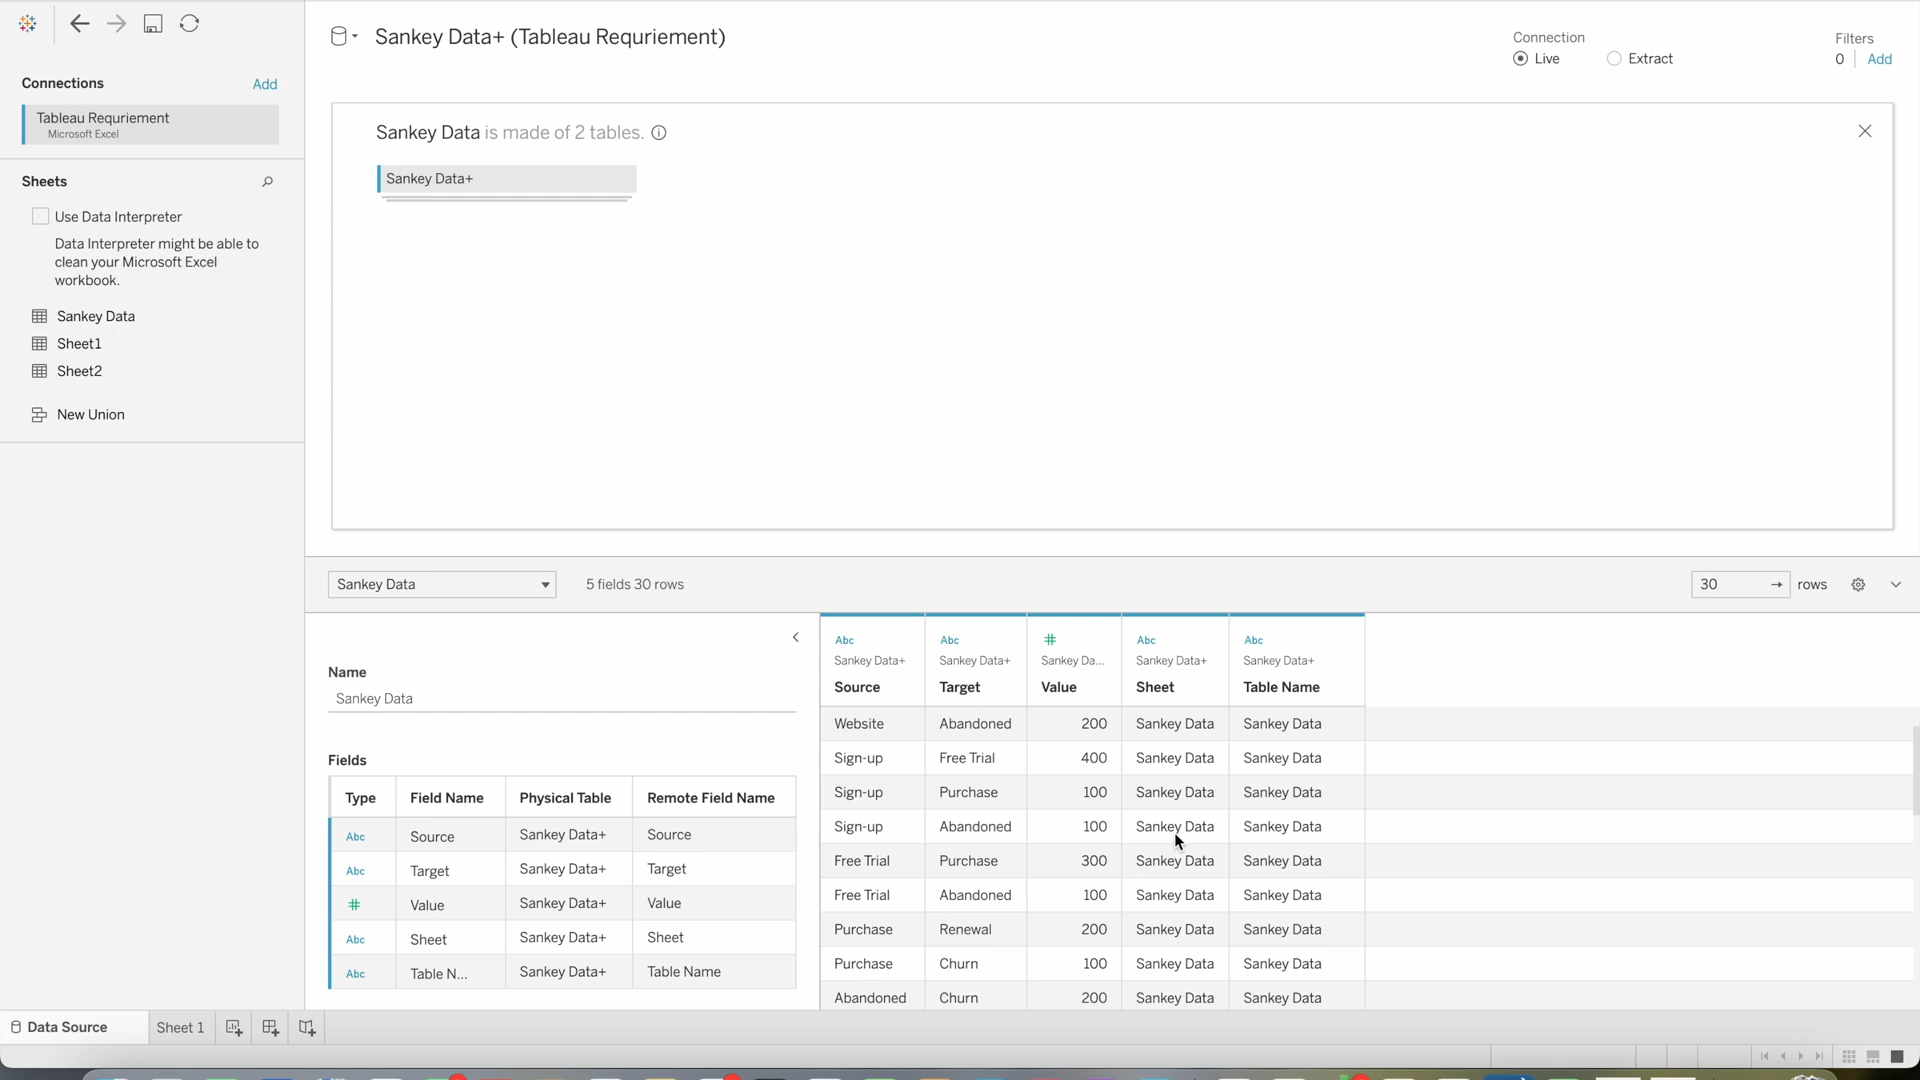 Sankey Data+ (Tableau Requriement)
Connection
Live
Extract
Filters
0
Add
Connections
Add
Tableau Requriement
Microsoft Excel
Sheets
Use Data Interpreter
Data Interpreter might be able to
clean your Microsoft Excel
workbook.
Sankey Data
Sheet1
Sheet2
New Union
Sankey Data is made of 2 tables.
Sankey Data+
Sankey Data
5 fields 30 rows
30
rows
Name
Sankey Data
Fields
Type Field Name Physical Table Remote Field Name
Abc Source Sankey Data+ Source
Abc Target Sankey Data+ Target
# Value Sankey Data+ Value
Abc Sheet Sankey Data+ Sheet
Abc Table N... Sankey Data+ Table Name
Abc Abc # Abc Abc
Sankey Data+ Sankey Data+ Sankey Da... Sankey Data+ Sankey Data+
Source Target Value Sheet Table Name
Website Abandoned 200 Sankey Data Sankey Data
Sign-up Free Trial 400 Sankey Data Sankey Data
Sign-up Purchase 100 Sankey Data Sankey Data
Sign-up Abandoned 100 Sankey Data Sankey Data
Free Trial Purchase 300 Sankey Data Sankey Data
Free Trial Abandoned 100 Sankey Data Sankey Data
Purchase Renewal 200 Sankey Data Sankey Data
Purchase Churn 100 Sankey Data Sankey Data
Abandoned Churn 200 Sankey Data Sankey Data
Data Source
Sheet 1